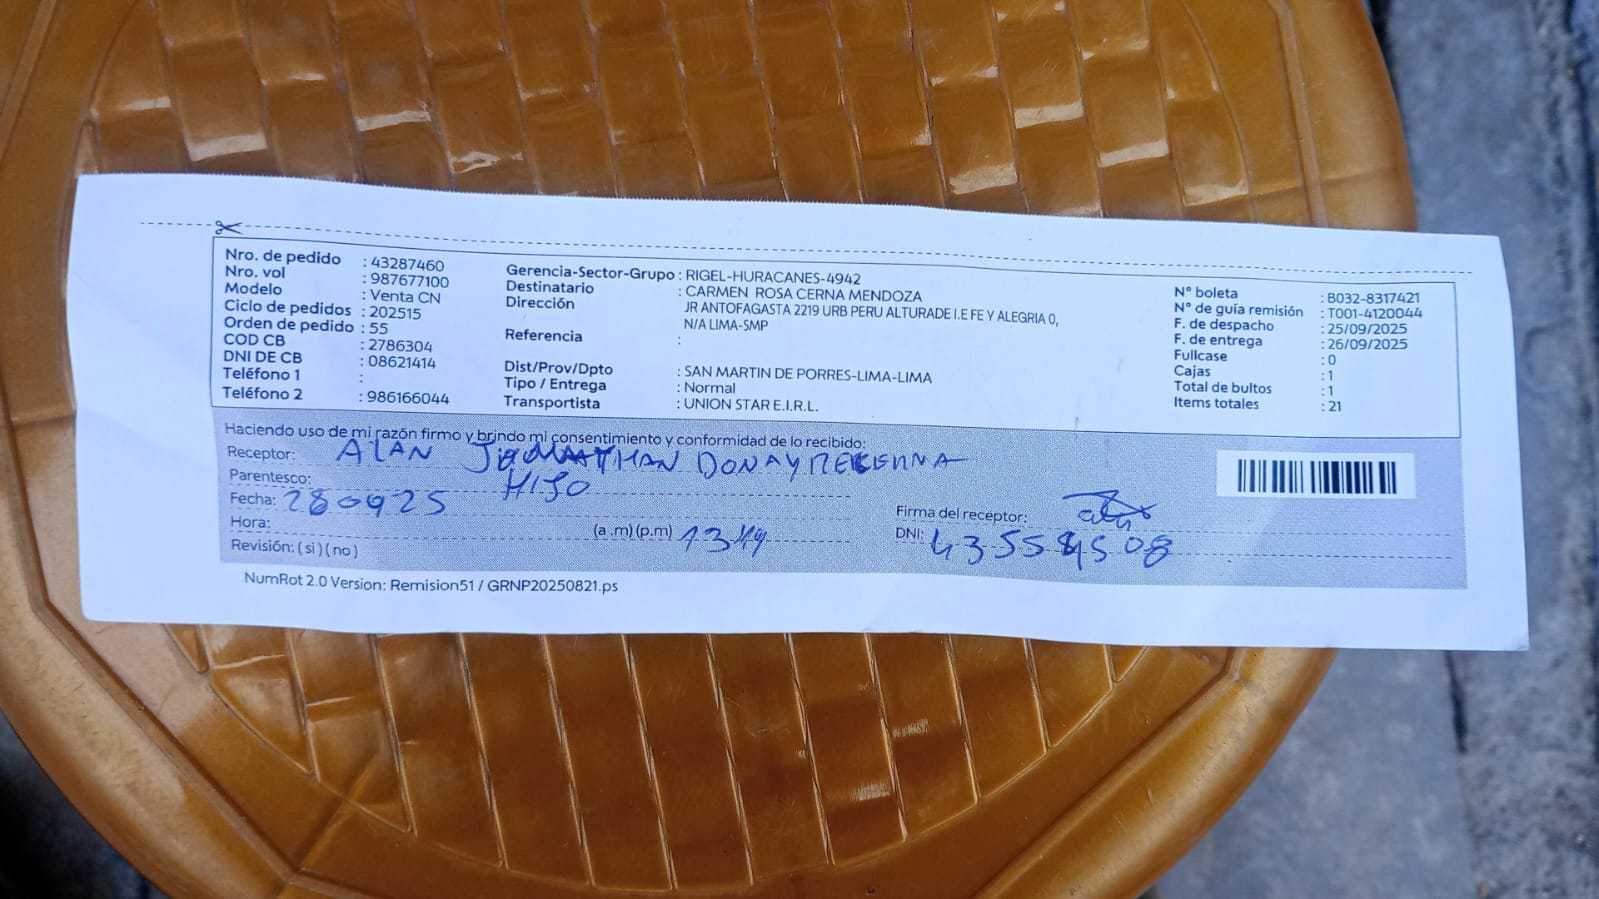 Nro. de pedido : 43287460
Nro. vol : 987677100
Modelo : Venta CN
Ciclo de pedidos : 202515
Orden de pedido : 55
COD CB : 2786304
DNI DE CB : 08621414
Teléfono 1 :
Teléfono 2 : 986166044
Gerencia-Sector-Grupo : RIGEL-HURACANES-4942
Destinatario : CARMEN ROSA CERNA MENDOZA
Dirección JR ANTOFAGASTA 2219 URB PERU ALTURADE I.E FE Y ALEGRIA 0,
N/A LIMA-SMP
Referencia :
Dist/Prov/Dpto : SAN MARTIN DE PORRES-LIMA-LIMA
Tipo / Entrega : Normal
Transportista : UNION STAR E.I.R.L.
N° boleta : B032-8317421
N° de guía remisión : T001-4120044
F. de despacho : 25/09/2025
F. de entrega : 26/09/2025
Fullcase : 0
Cajas : 1
Total de bultos : 1
Items totales : 21
Haciendo uso de mi razón firmo y brindo mi consentimiento y conformidad de lo recibido:
Receptor: ALAN
Parentesco: HIJO
Fecha: 280925
Hora: (a .m) (p.m)
Revisión: ( si ) ( no )
Firma del receptor:
DNI:
NumRot 2.0 Version: Remision51 / GRNP20250821.ps